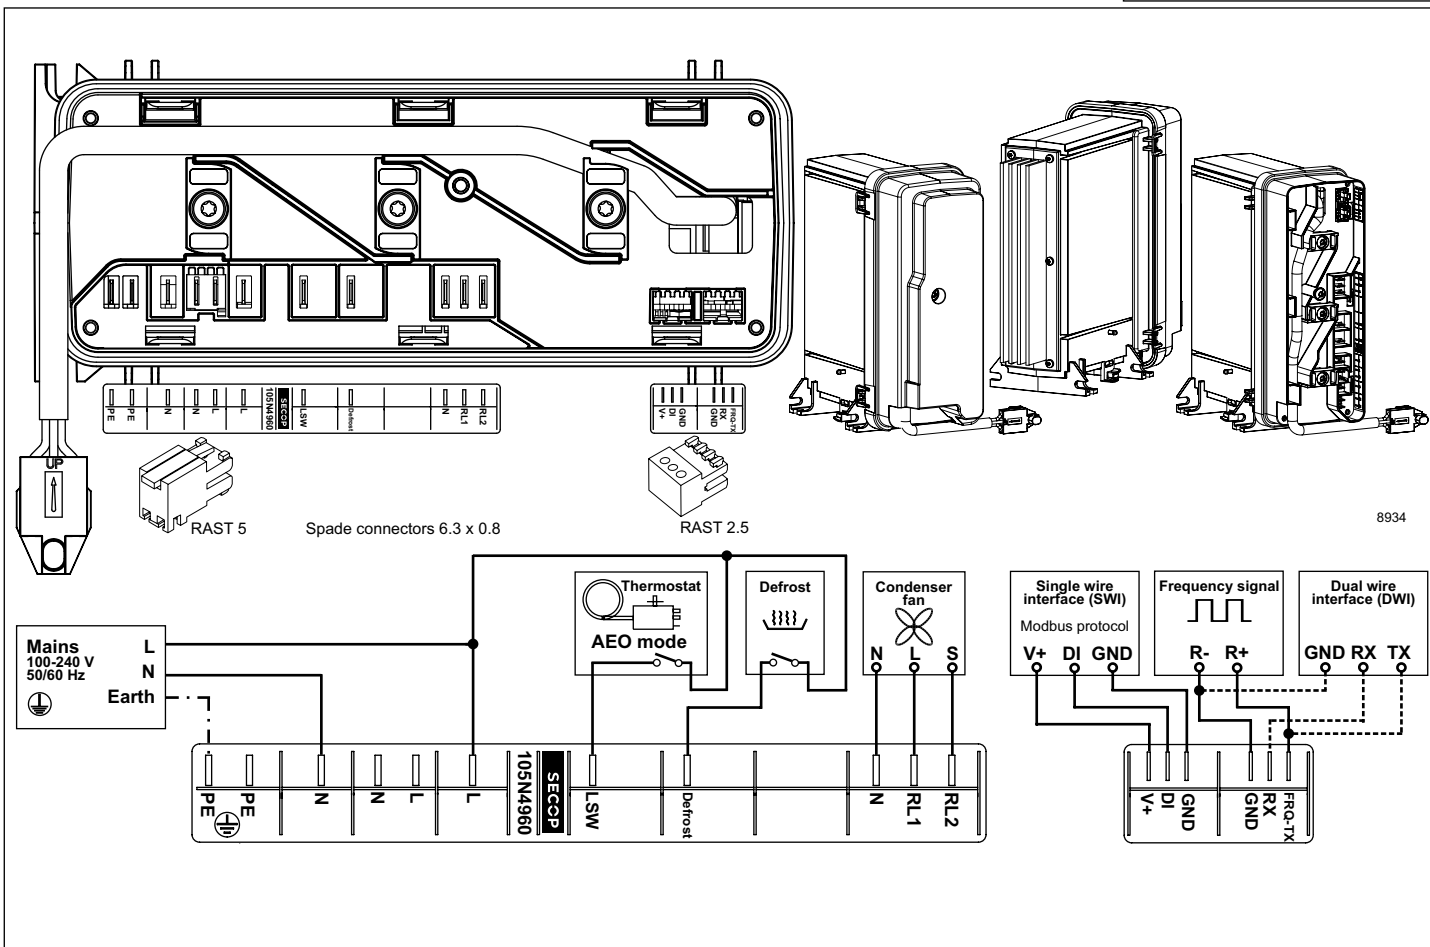 PE
PE
N
N
L
L
105N4960
SECOP
LSW
Defrost
N
RL1
RL2
V+
DI
GND
GND
RX
FRQ-TX
UP
RAST 5
Spade connectors 6.3 x 0.8
RAST 2.5
8934
Mains
100-240 V
50/60 Hz
L
N
Earth
Thermostat
AEO mode
Defrost
Condenser
fan
N L S
Single wire
interface (SWI)
Modbus protocol
V+ DI GND
Frequency signal
R- R+
Dual wire
interface (DWI)
GND RX TX
PE
PE
N
N
L
L
105N4960
SECOP
LSW
Defrost
N
RL1
RL2
V+
DI
GND
GND
RX
FRQ-TX